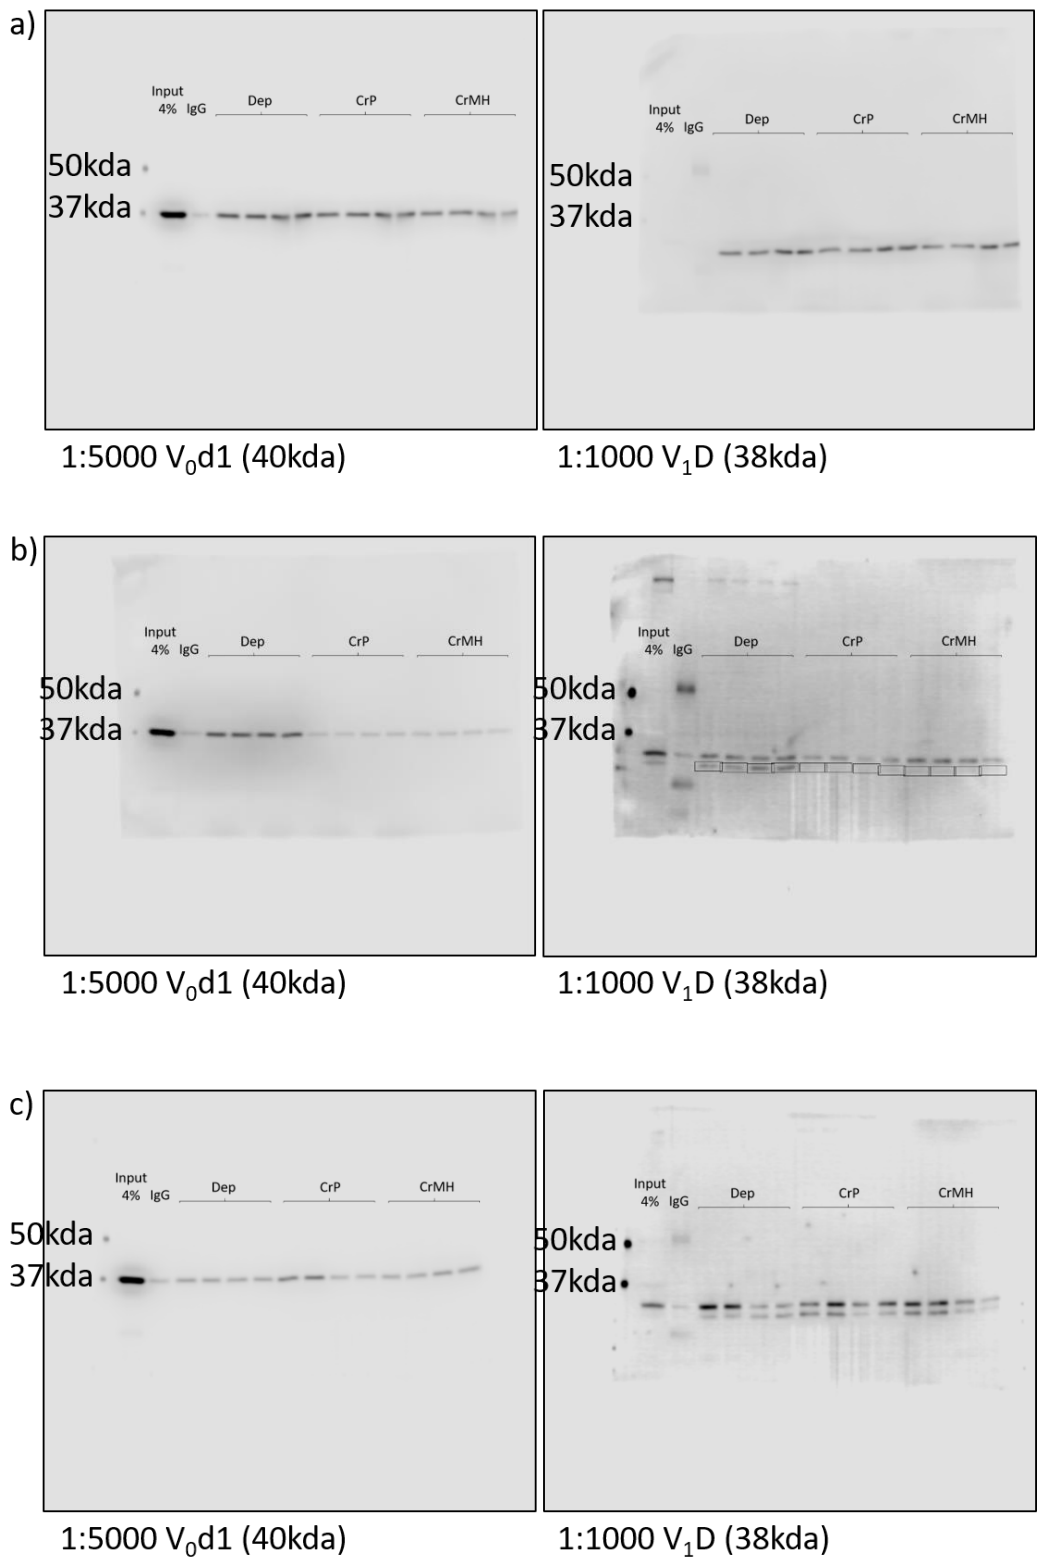 a)
Input
4% IgG Dep CrP CrMH
50kda
37kda
1:5000 V₀d1 (40kda)
Input
4% IgG Dep CrP CrMH
50kda
37kda
1:1000 V₁D (38kda)
b)
Input
4% IgG Dep CrP CrMH
50kda
37kda
1:5000 V₀d1 (40kda)
Input
4% IgG Dep CrP CrMH
50kda
37kda
1:1000 V₁D (38kda)
c)
Input
4% IgG Dep CrP CrMH
50kda
37kda
1:5000 V₀d1 (40kda)
Input
4% IgG Dep CrP CrMH
50kda
37kda
1:1000 V₁D (38kda)